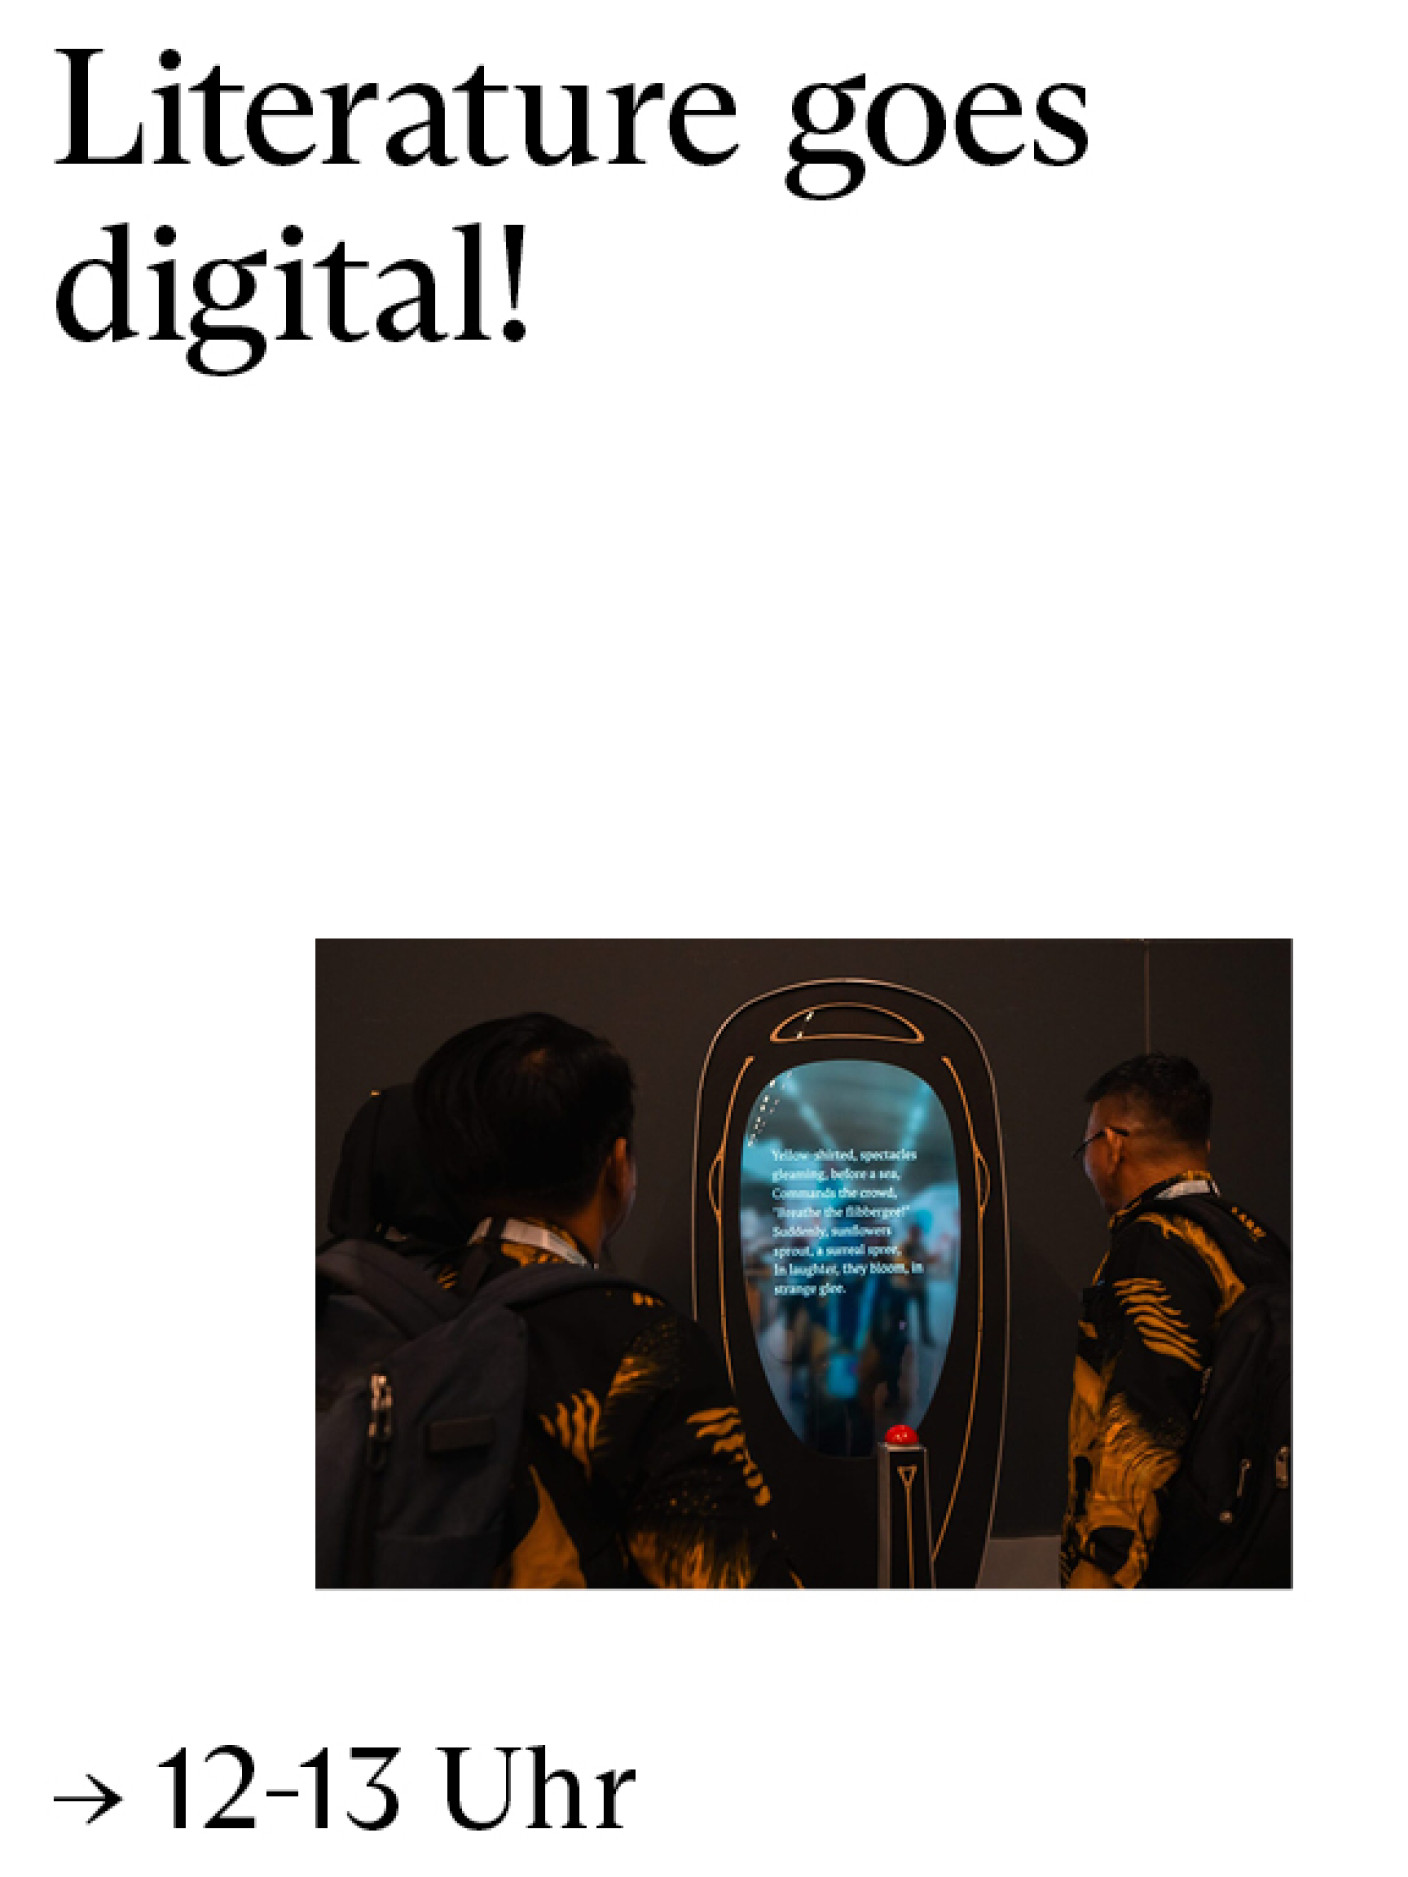 Literature goes
digital!
Yellow-shirted, spectacles
gleaming, before a sea,
Commands the crowd,
"Breathe the flibbergee!"
Suddenly, sunflowers
sprout, a surreal spree,
In laughter, they bloom, in
strange glee.
→ 12–13 Uhr